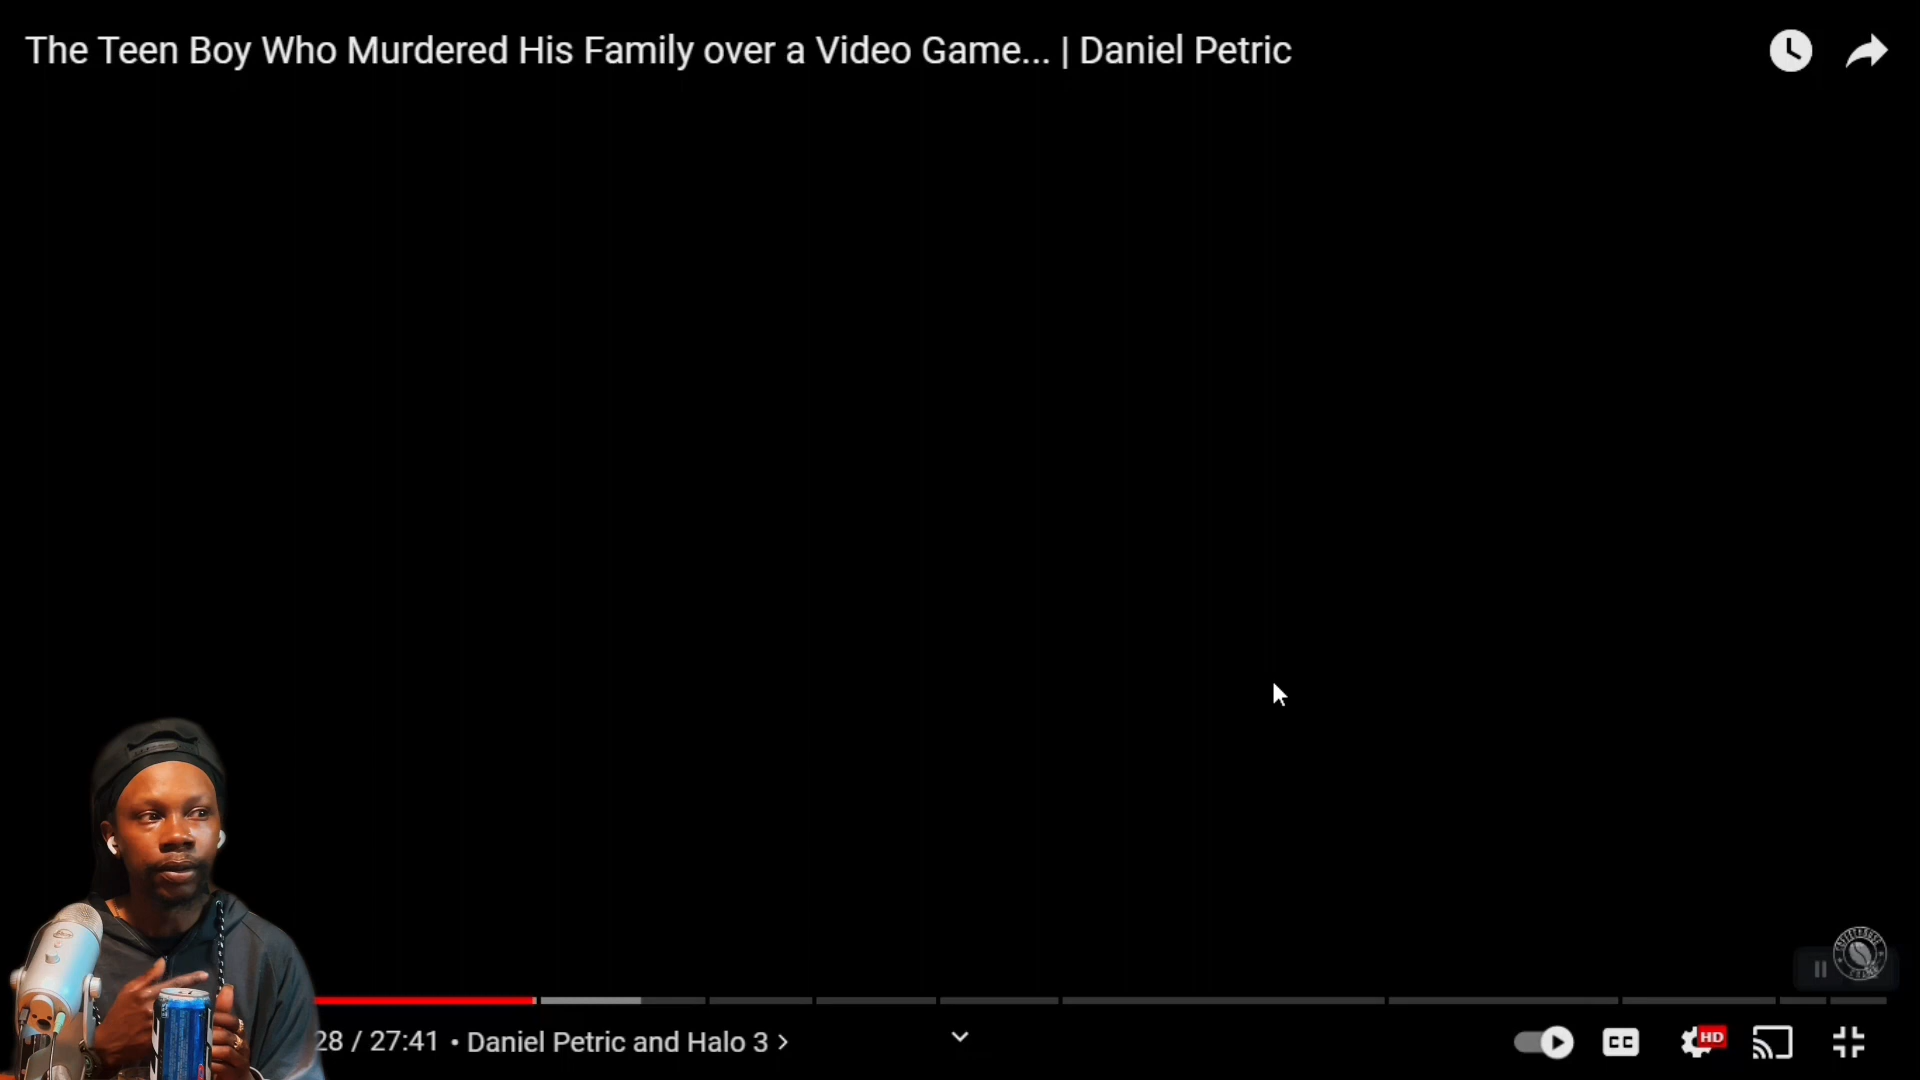 The Teen Boy Who Murdered His Family over a Video Game... | Daniel Petric
28 / 27:41 • Daniel Petric and Halo 3 >
CC
HD